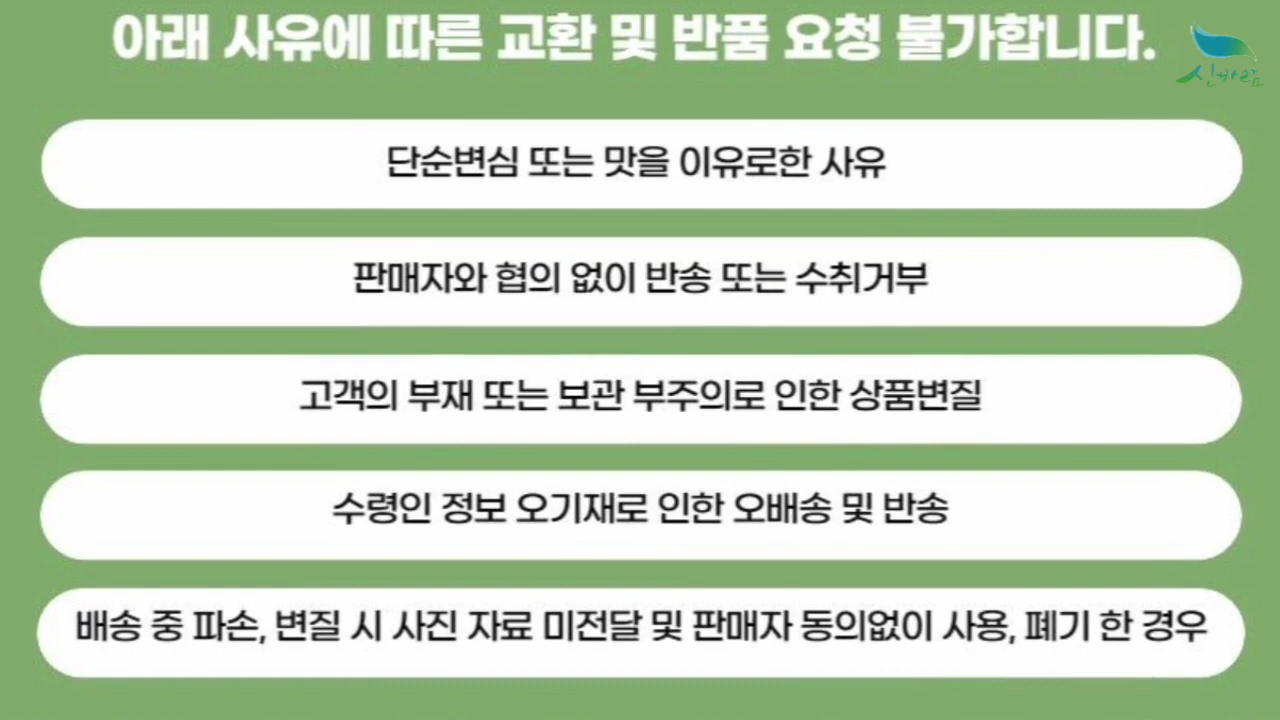 아래 사유에 따른 교환 및 반품 요청 불가합니다.
신바람
단순변심 또는 맛을 이유로한 사유
판매자와 협의 없이 반송 또는 수취거부
고객의 부재 또는 보관 부주의로 인한 상품변질
수령인 정보 오기재로 인한 오배송 및 반송
배송 중 파손, 변질 시 사진 자료 미전달 및 판매자 동의없이 사용, 폐기 한 경우